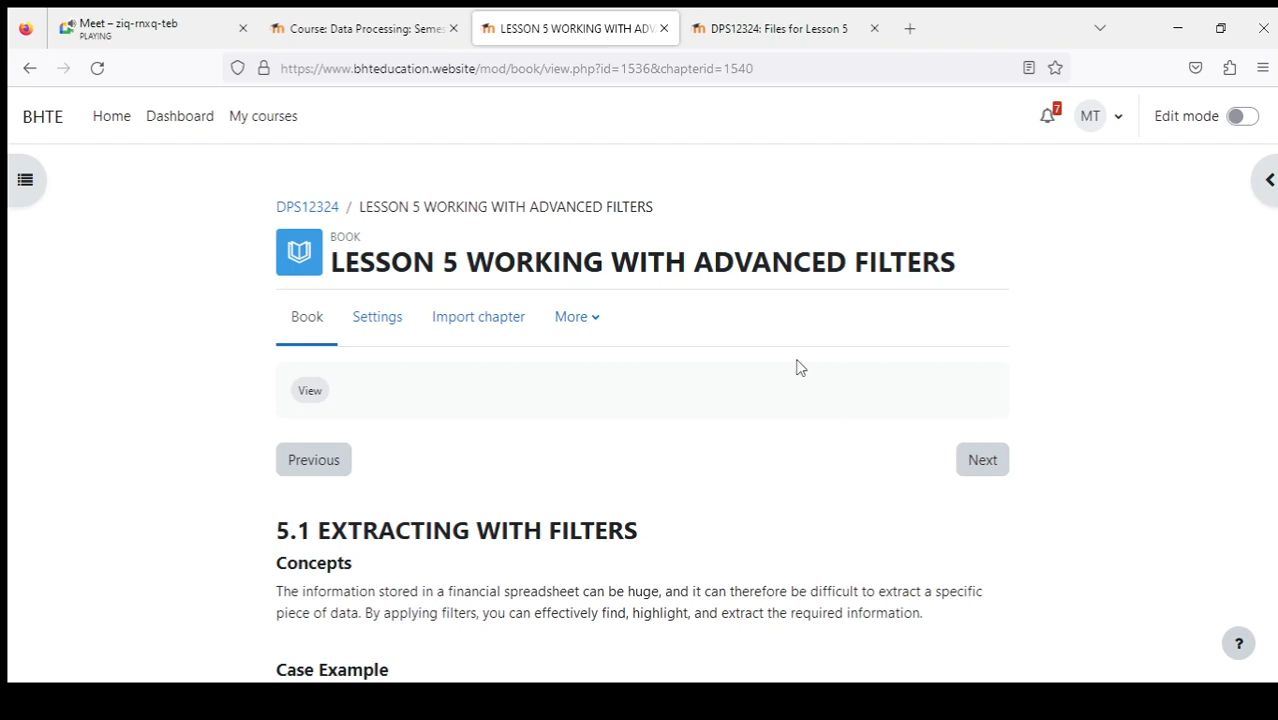 Meet – ziq-rnxq-teb
PLAYING
Course: Data Processing: Semes
LESSON 5 WORKING WITH AD
DPS12324: Files for Lesson 5
https://www.bhteducation.website/mod/book/view.php?id=1536&chapterid=1540
BHTE
Home
Dashboard
My courses
7
MT
Edit mode
DPS12324 / LESSON 5 WORKING WITH ADVANCED FILTERS
BOOK
LESSON 5 WORKING WITH ADVANCED FILTERS
Book
Settings
Import chapter
More
View
Previous
Next
5.1 EXTRACTING WITH FILTERS
Concepts
The information stored in a financial spreadsheet can be huge, and it can therefore be difficult to extract a specific
piece of data. By applying filters, you can effectively find, highlight, and extract the required information.
?
Case Example